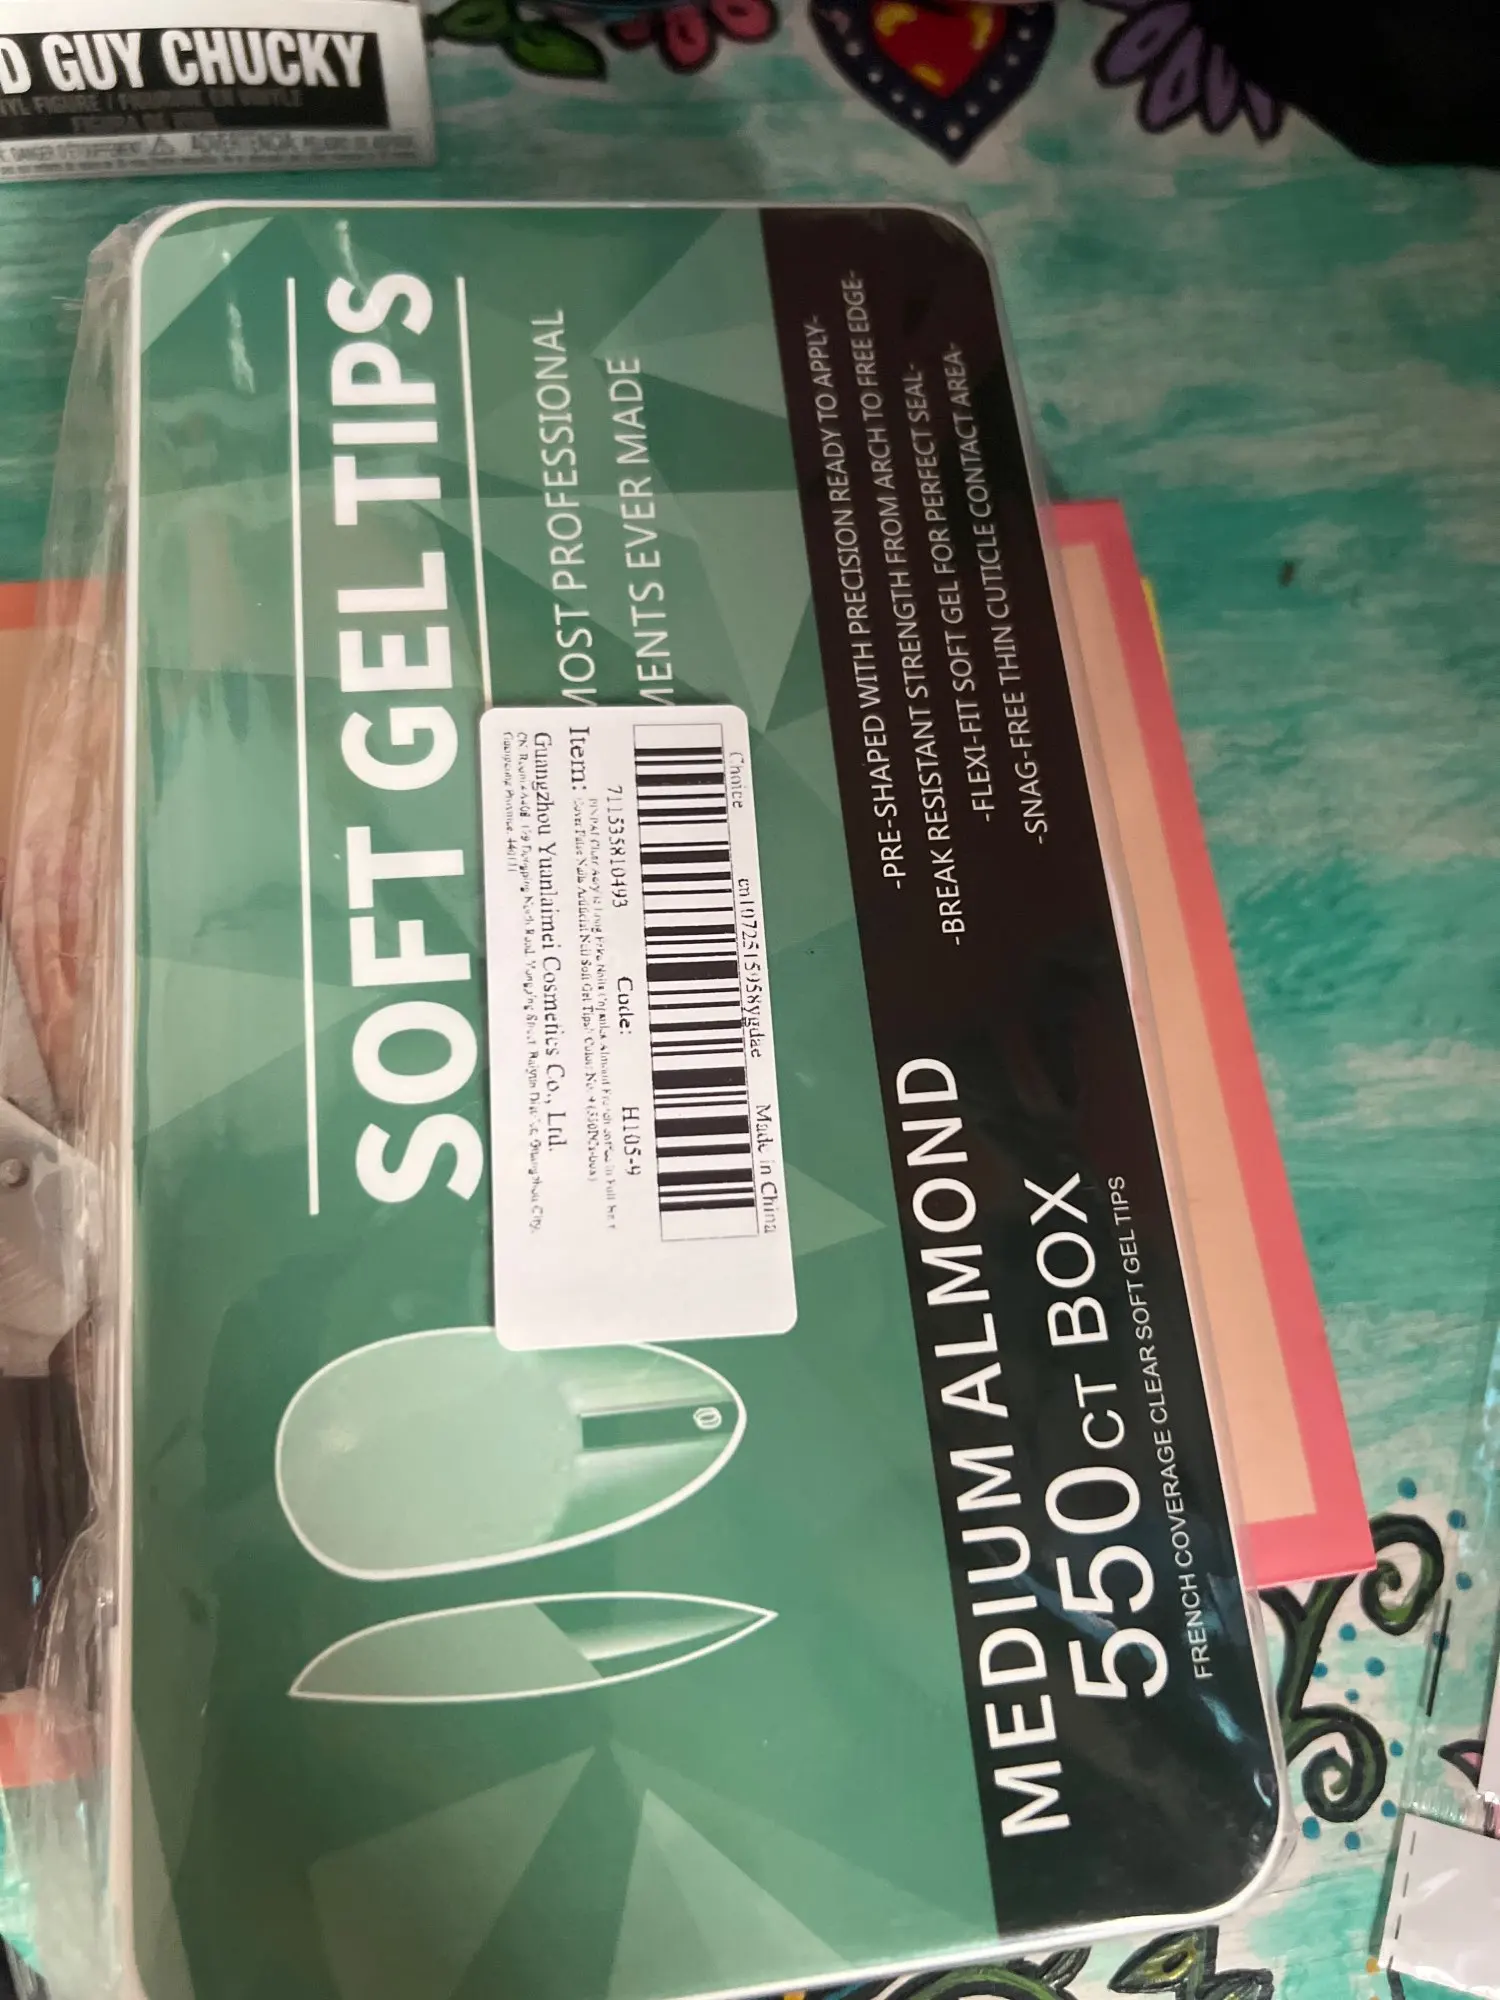 GUY CHUCKY
SOFT GEL TIPS
MOST PROFESSIONAL
MENTS EVER MADE
-PRE-SHAPED WITH PRECISION READY TO APPLY-
-BREAK RESISTANT STRENGTH FROM ARCH TO FREE EDGE-
-FLEXI-FIT SOFT GEL FOR PERFECT SEAL-
-SNAG-FREE THIN CUTICLE CONTACT AREA-
MEDIUM ALMOND
550 CT BOX
FRENCH COVERAGE CLEAR SOFT GEL TIPS
Choice Made in China
711535810493 Code: H105-9
Item:
Guangzhou Yuanlaimei Cosmetics Co., Ltd.